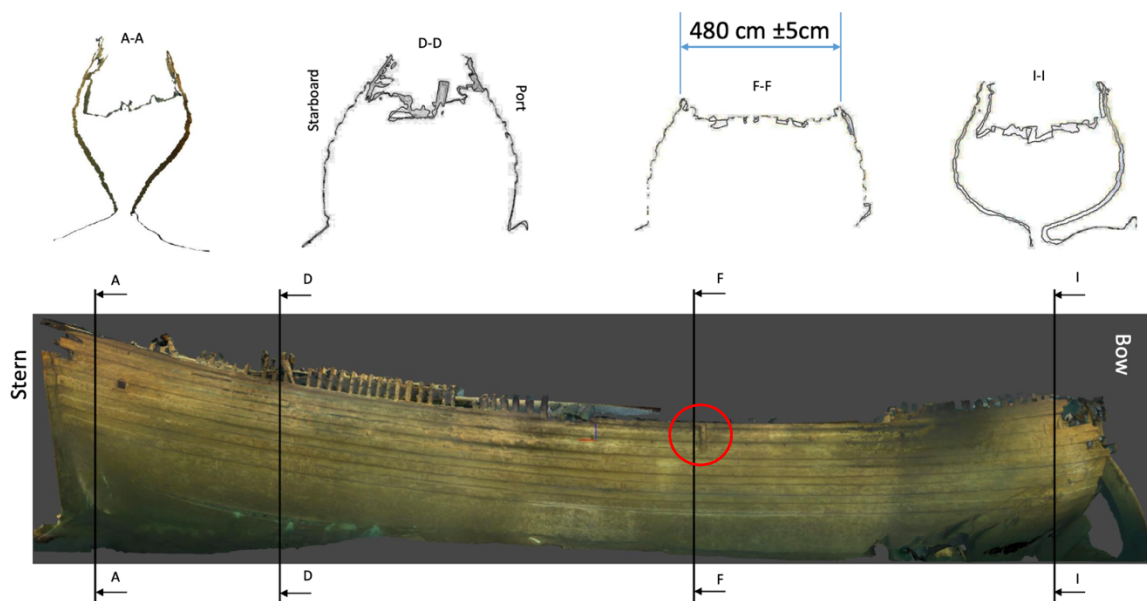 A-A
D-D
480 cm ±5cm
F-F
I-I
Starboard
Port
A
D
F
I
Stern
Bow
A
D
F
I